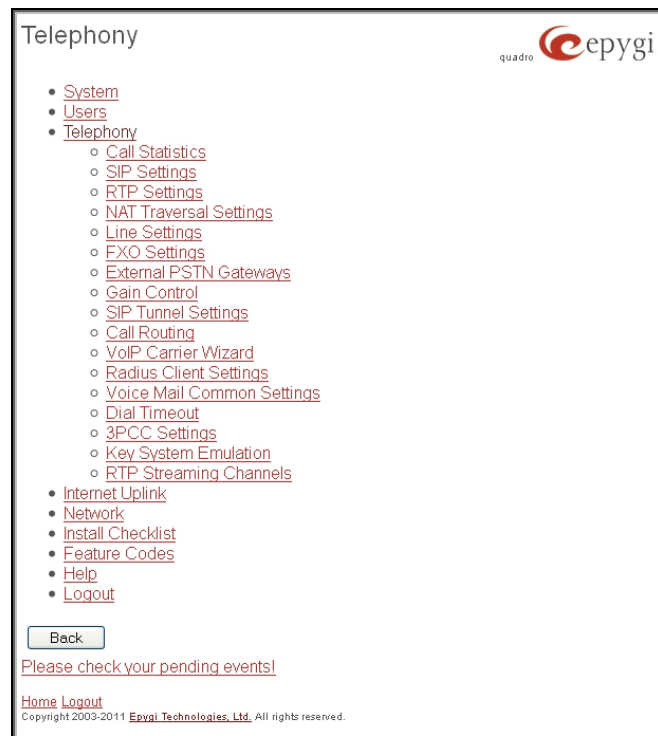 Telephony
quadro epygi
System
Users
Telephony
Call Statistics
SIP Settings
RTP Settings
NAT Traversal Settings
Line Settings
FXO Settings
External PSTN Gateways
Gain Control
SIP Tunnel Settings
Call Routing
VoIP Carrier Wizard
Radius Client Settings
Voice Mail Common Settings
Dial Timeout
3PCC Settings
Key System Emulation
RTP Streaming Channels
Internet Uplink
Network
Install Checklist
Feature Codes
Help
Logout
Back
Please check your pending events!
Home Logout
Copyright 2003-2011 Epygi Technologies, Ltd. All rights reserved.